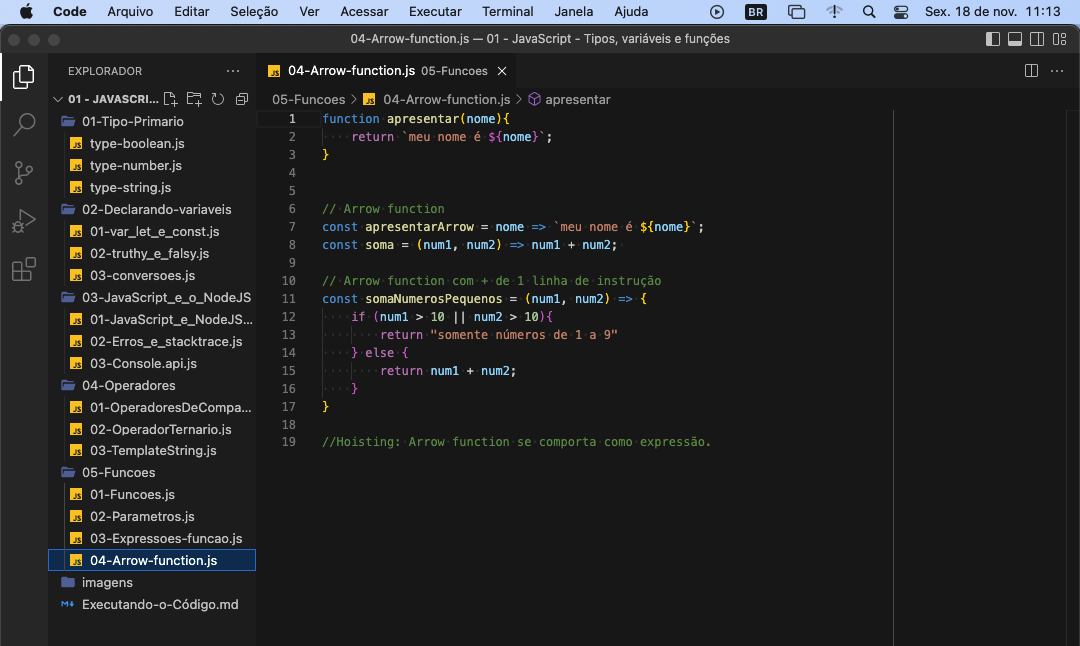 Code Arquivo Editar Seleção Ver Acessar Executar Terminal Janela Ajuda BR Sex. 18 de nov. 11:13
04-Arrow-function.js — 01 - JavaScript - Tipos, variáveis e funções
EXPLORADOR
01 - JAVASCRI...
01-Tipo-Primario
type-boolean.js
type-number.js
type-string.js
02-Declarando-variaveis
01-var_let_e_const.js
02-truthy_e_falsy.js
03-conversoes.js
03-JavaScript_e_o_NodeJS
01-JavaScript_e_NodeJS...
02-Erros_e_stacktrace.js
03-Console.api.js
04-Operadores
01-OperadoresDeCompa...
02-OperadorTernario.js
03-TemplateString.js
05-Funcoes
01-Funcoes.js
02-Parametros.js
03-Expressoes-funcao.js
04-Arrow-function.js
imagens
Executando-o-Código.md
04-Arrow-function.js 05-Funcoes
05-Funcoes > JS 04-Arrow-function.js > apresentar
1 function apresentar(nome){
2     return `meu nome é ${nome}`;
3 }
4
5
6 // Arrow function
7 const apresentarArrow = nome => `meu nome é ${nome}`;
8 const soma = (num1, num2) => num1 + num2;
9
10 // Arrow function com + de 1 linha de instrução
11 const somaNumerosPequenos = (num1, num2) => {
12     if (num1 > 10 || num2 > 10){
13         return "somente números de 1 a 9"
14     } else {
15         return num1 + num2;
16     }
17 }
18
19 //Hoisting: Arrow function se comporta como expressão.